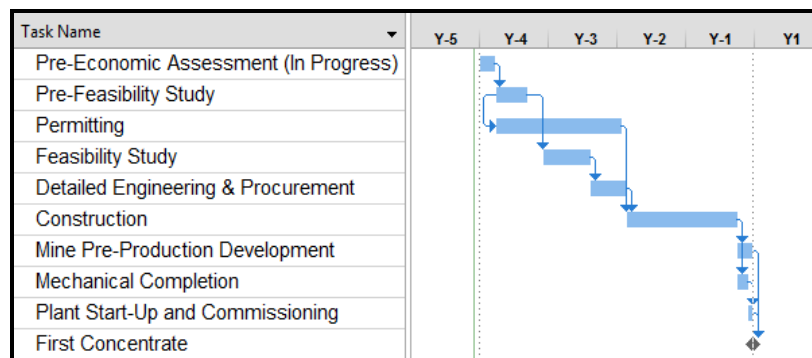 Task Name
Y-5 Y-4 Y-3 Y-2 Y-1 Y1
Pre-Economic Assessment (In Progress)
Pre-Feasibility Study
Permitting
Feasibility Study
Detailed Engineering & Procurement
Construction
Mine Pre-Production Development
Mechanical Completion
Plant Start-Up and Commissioning
First Concentrate